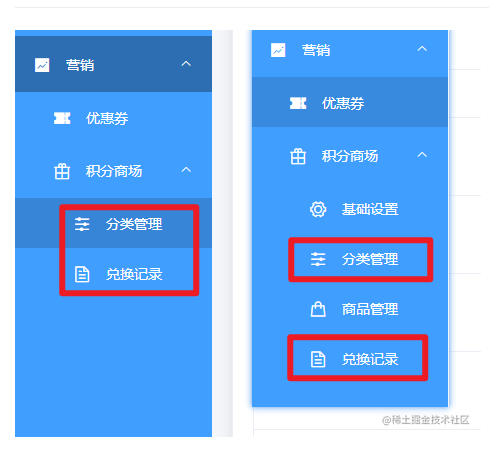 营销
优惠券
积分商场
分类管理
兑换记录
营销
优惠券
积分商场
基础设置
分类管理
商品管理
兑换记录
@稀土掘金技术社区